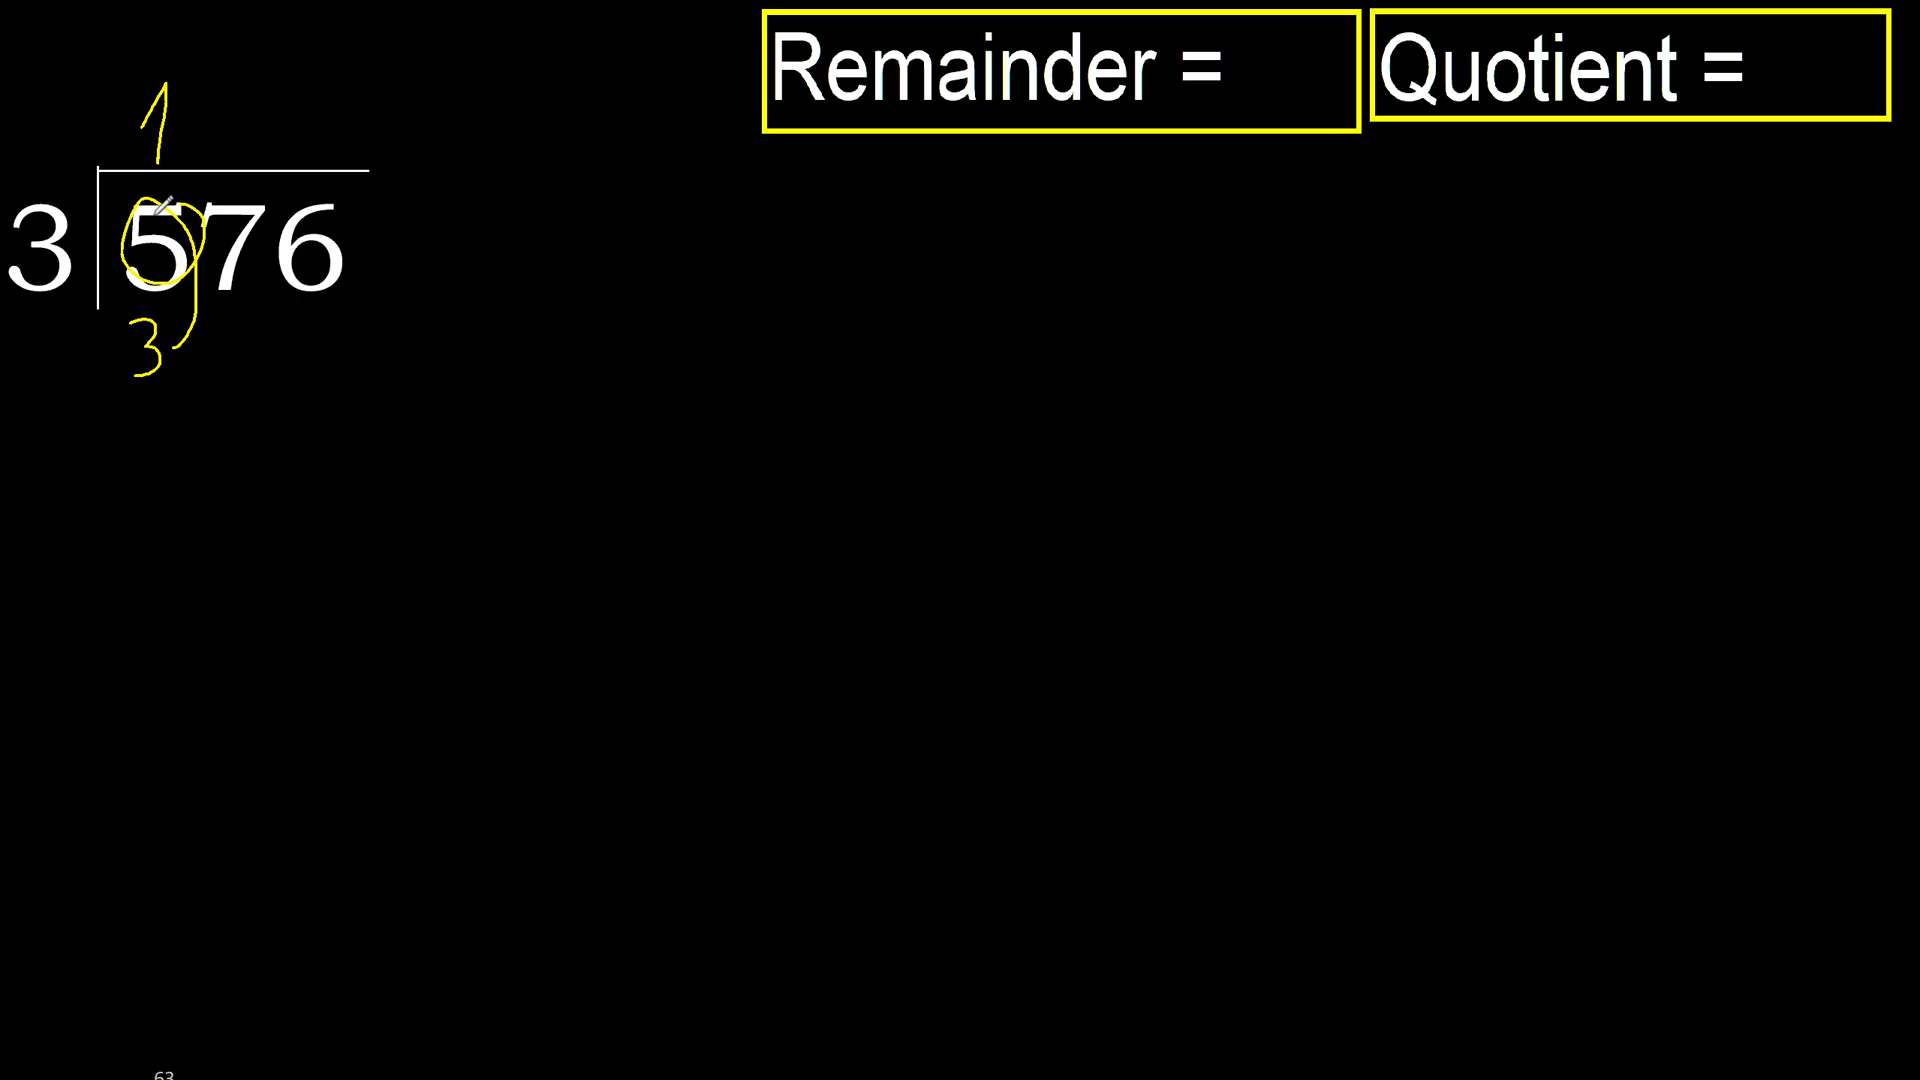 Remainder =
Quotient =
1
3 576
3
63